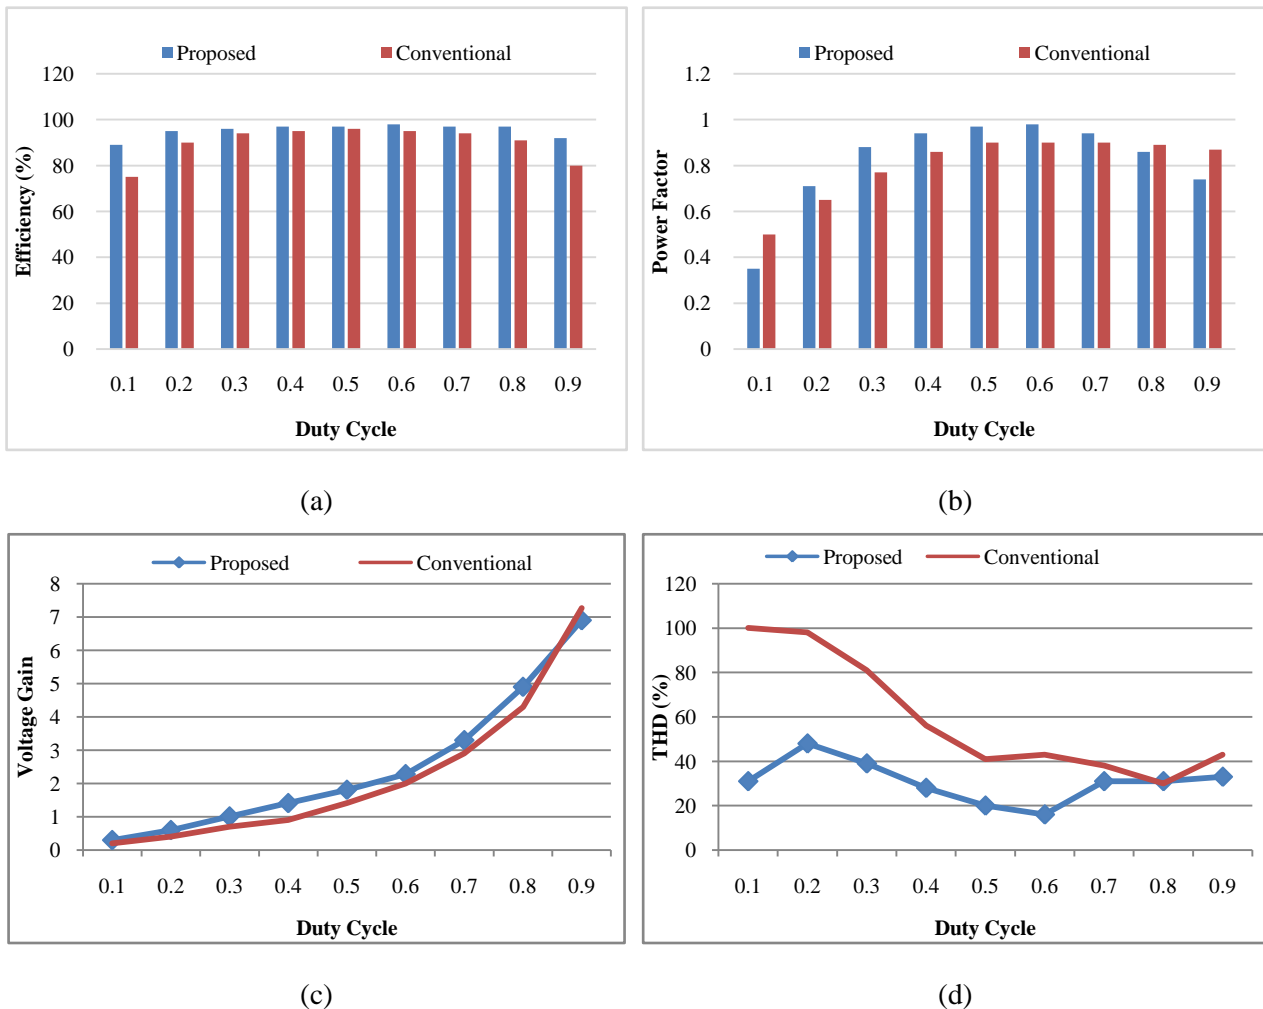 Proposed Conventional
120
100
80
60
40
20
0
Efficiency (%)
0.1 0.2 0.3 0.4 0.5 0.6 0.7 0.8 0.9
Duty Cycle
(a)
Proposed Conventional
1.2
1
0.8
0.6
0.4
0.2
0
Power Factor
0.1 0.2 0.3 0.4 0.5 0.6 0.7 0.8 0.9
Duty Cycle
(b)
Proposed Conventional
8
7
6
5
4
3
2
1
0
Voltage Gain
0.1 0.2 0.3 0.4 0.5 0.6 0.7 0.8 0.9
Duty Cycle
(c)
Proposed Conventional
120
100
80
60
40
20
0
THD (%)
0.1 0.2 0.3 0.4 0.5 0.6 0.7 0.8 0.9
Duty Cycle
(d)